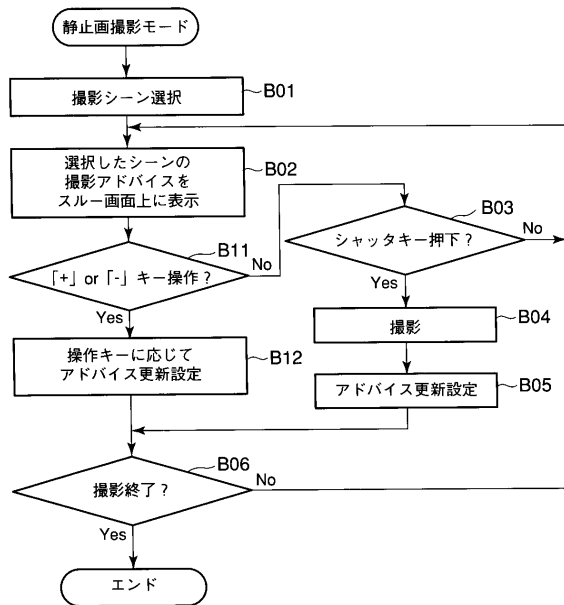 静止画撮影モード
撮影シーン選択
B01
選択したシーンの
撮影アドバイスを
スルー画面上に表示
B02
「+」or「-」キー操作？
B11
No
Yes
シャッタキー押下？
B03
No
Yes
撮影
B04
操作キーに応じて
アドバイス更新設定
B12
アドバイス更新設定
B05
撮影終了？
B06
No
Yes
エンド